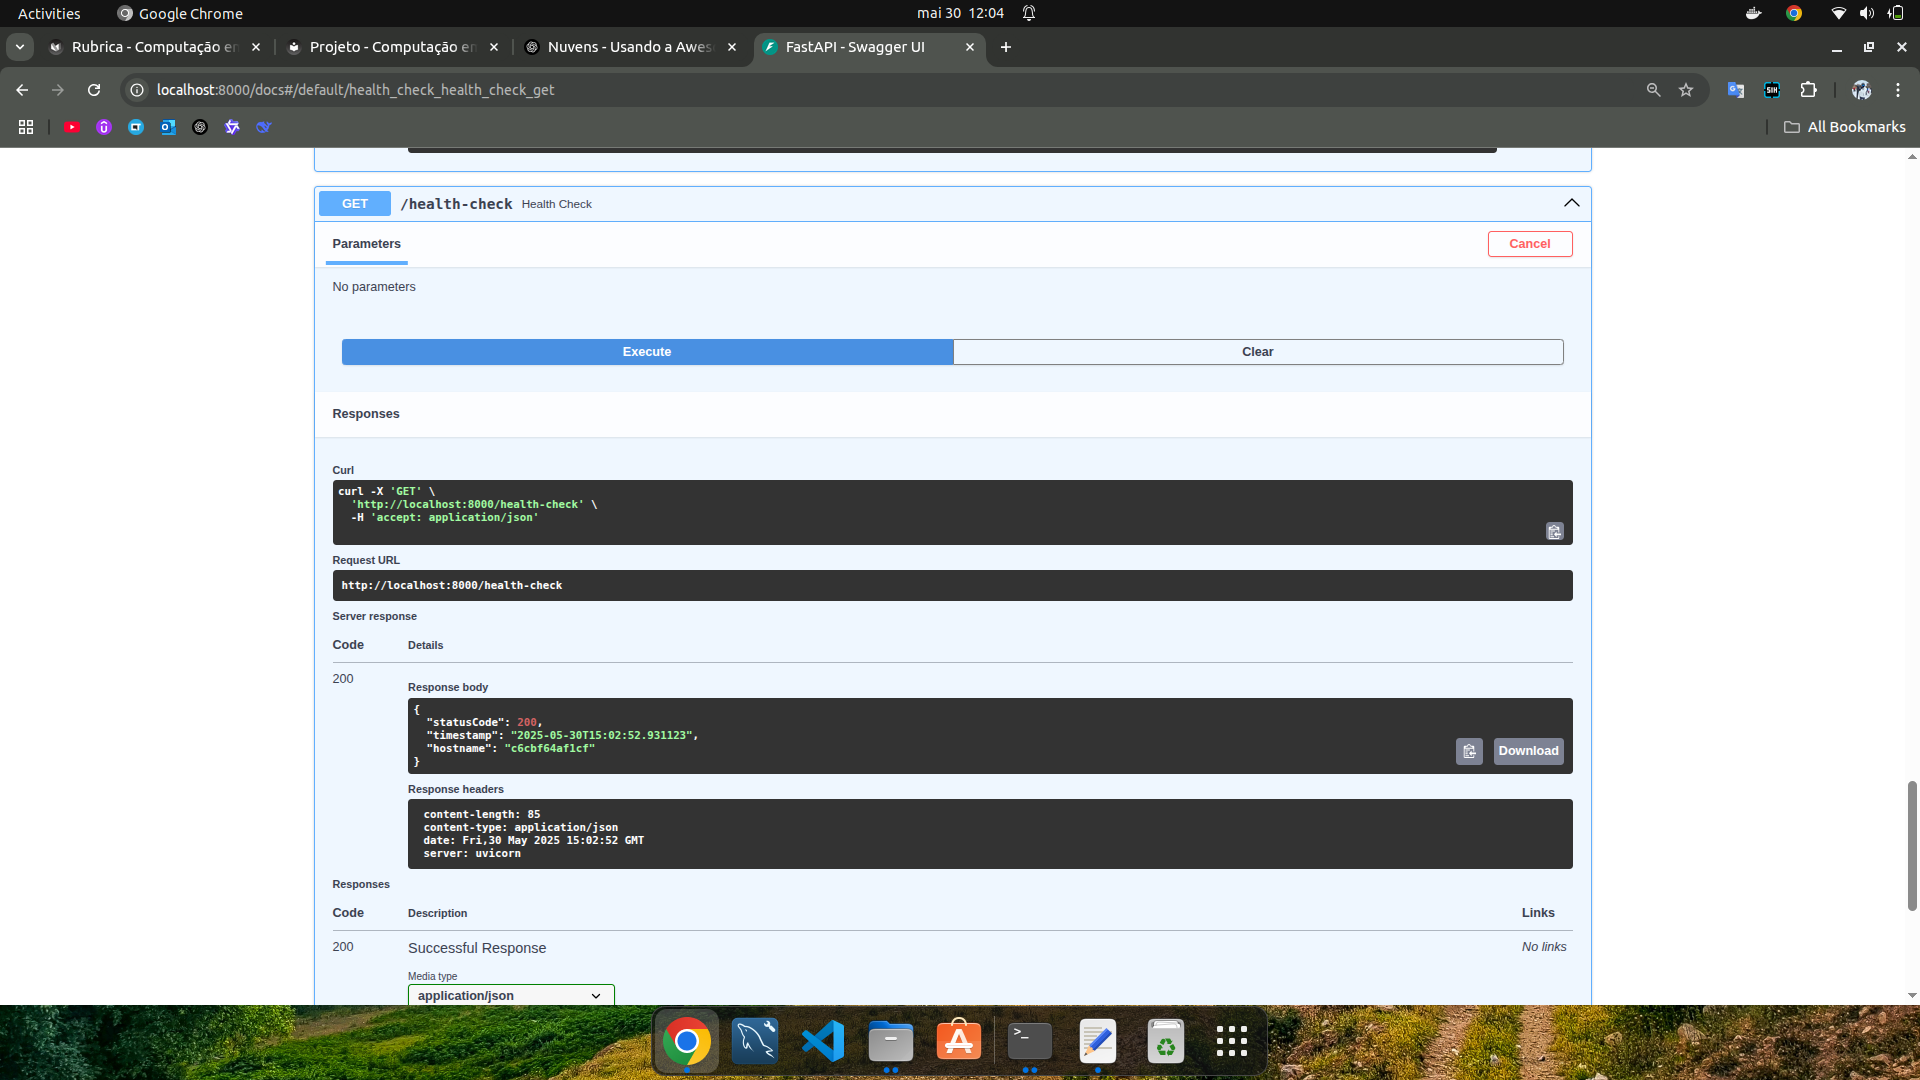 Activities
Google Chrome
mai 30 12:04
Rubrica - Computação em
Projeto - Computação em
Nuvens - Usando a Awes
FastAPI - Swagger UI
localhost:8000/docs#/default/health_check_health_check_get
All Bookmarks
GET /health-check Health Check
Parameters
Cancel
No parameters
Execute
Clear
Responses
Curl
curl -X 'GET' \
'http://localhost:8000/health-check' \
-H 'accept: application/json'
Request URL
http://localhost:8000/health-check
Server response
Code Details
200
Response body
{
"statusCode": 200,
"timestamp": "2025-05-30T15:02:52.931123",
"hostname": "c6cbf64af1cf"
}
Download
Response headers
content-length: 85
content-type: application/json
date: Fri,30 May 2025 15:02:52 GMT
server: uvicorn
Responses
Code Description Links
200 Successful Response No links
Media type
application/json